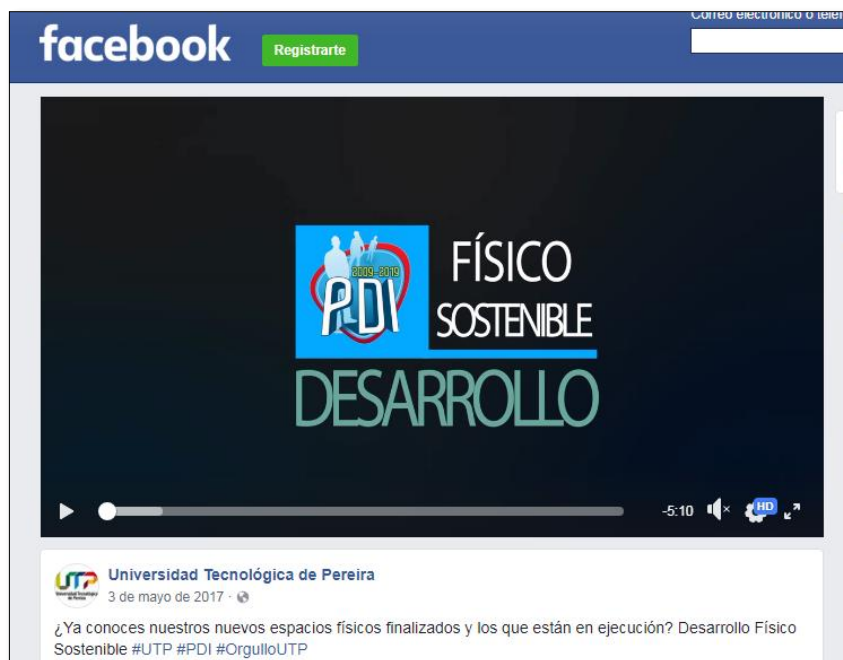 Correo electrónico o telé
facebook
Registrarte
2009-2019
PDI
FÍSICO
SOSTENIBLE
DESARROLLO
-5:10
HD
UTP
Universidad Tecnológica de Pereira
3 de mayo de 2017 ·
¿Ya conoces nuestros nuevos espacios físicos finalizados y los que están en ejecución? Desarrollo Físico
Sostenible #UTP #PDI #OrgulloUTP